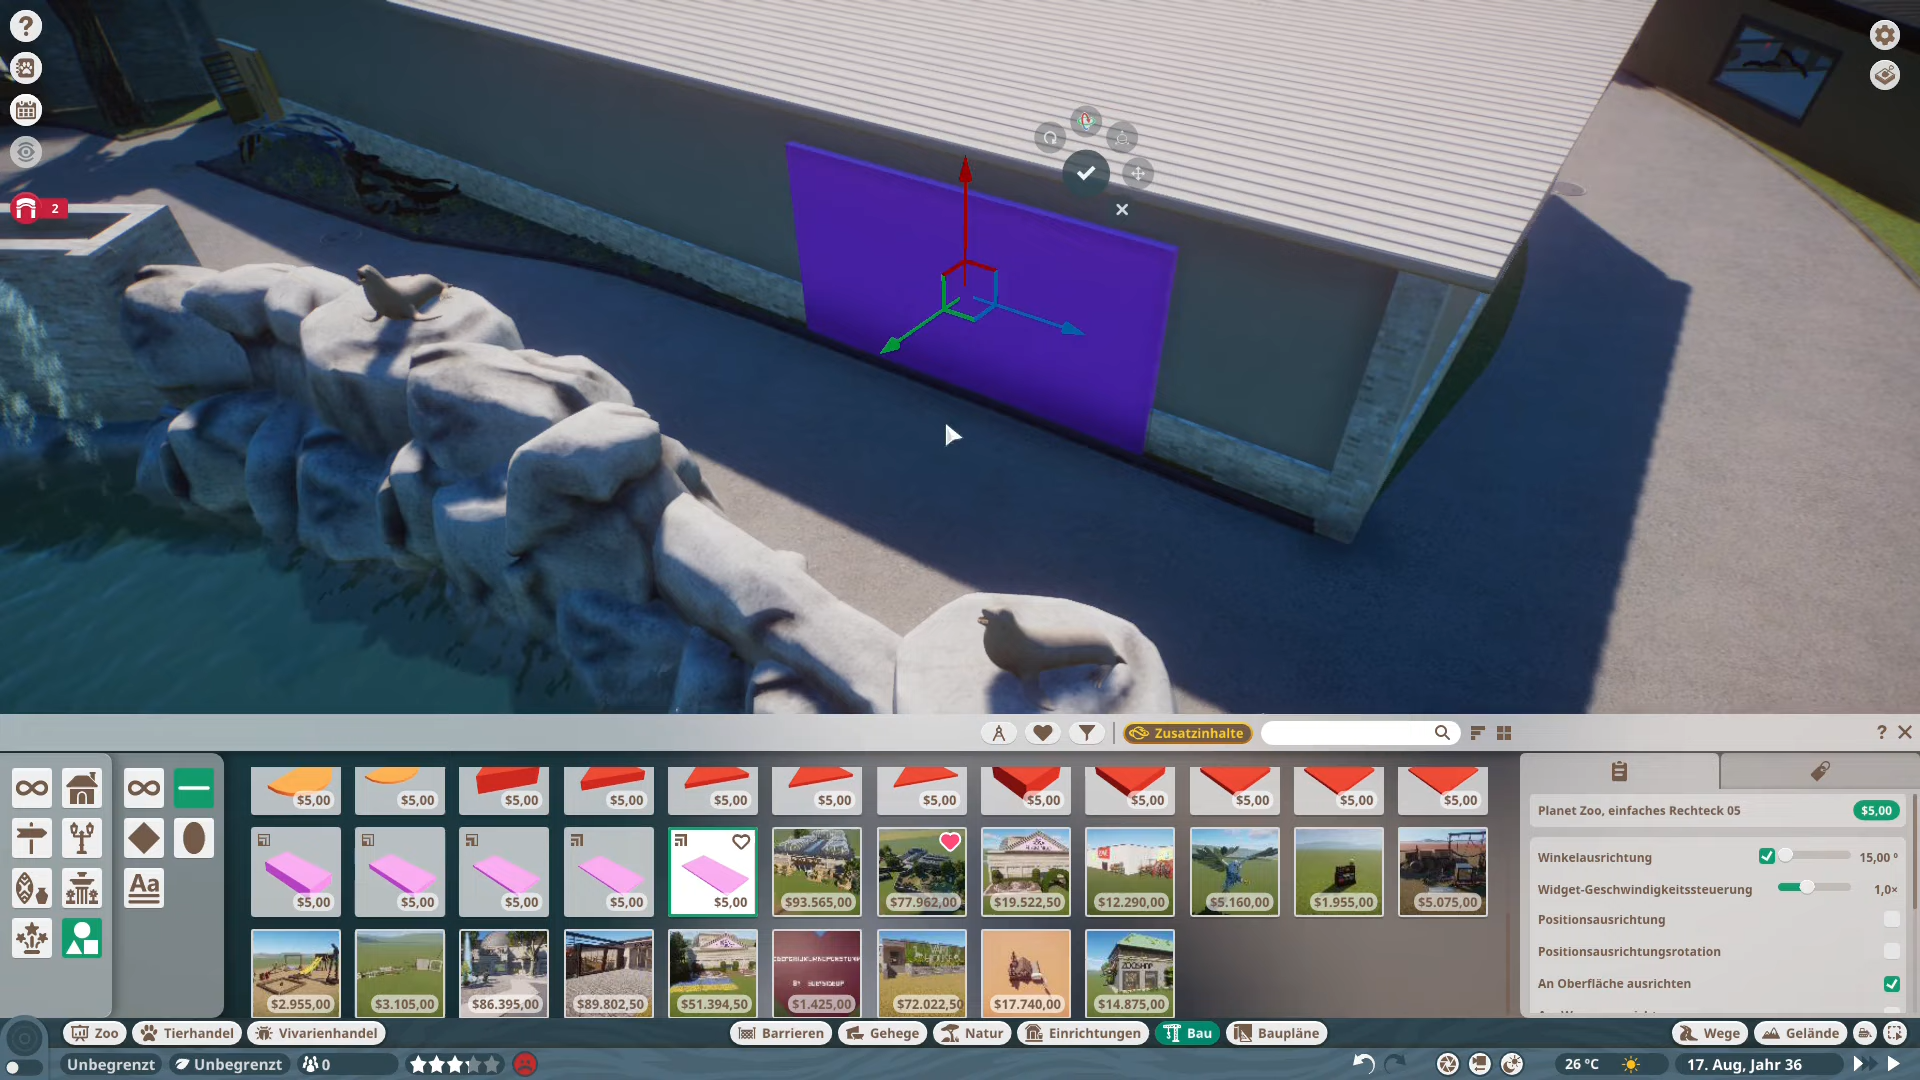 ?
2
Zusatzinhalte
?
$5,00 $5,00 $5,00 $5,00 $5,00 $5,00 $5,00 $5,00 $5,00 $5,00 $5,00 $5,00
Planet Zoo, einfaches Rechteck 05 $5,00
Winkelausrichtung 15,00 °
Widget-Geschwindigkeitssteuerung 1,0×
Aa
$5,00 $5,00 $5,00 $5,00 $5,00 $93.565,00 $77.962,00 $19.522,50 $12.290,00 $5.160,00 $1.955,00 $5.075,00
Positionsausrichtung
Positionsausrichtungsrotation
An Oberfläche ausrichten
ZOOSHOP
$2.955,00 $3.105,00 $86.395,00 $89.802,50 $51.394,50 $1.425,00 $72.022,50 $17.740,00 $14.875,00
Zoo Tierhandel Vivarienhandel Barrieren Gehege Natur Einrichtungen Bau Baupläne Wege Gelände
Unbegrenzt Unbegrenzt 0 26 °C 17. Aug, Jahr 36